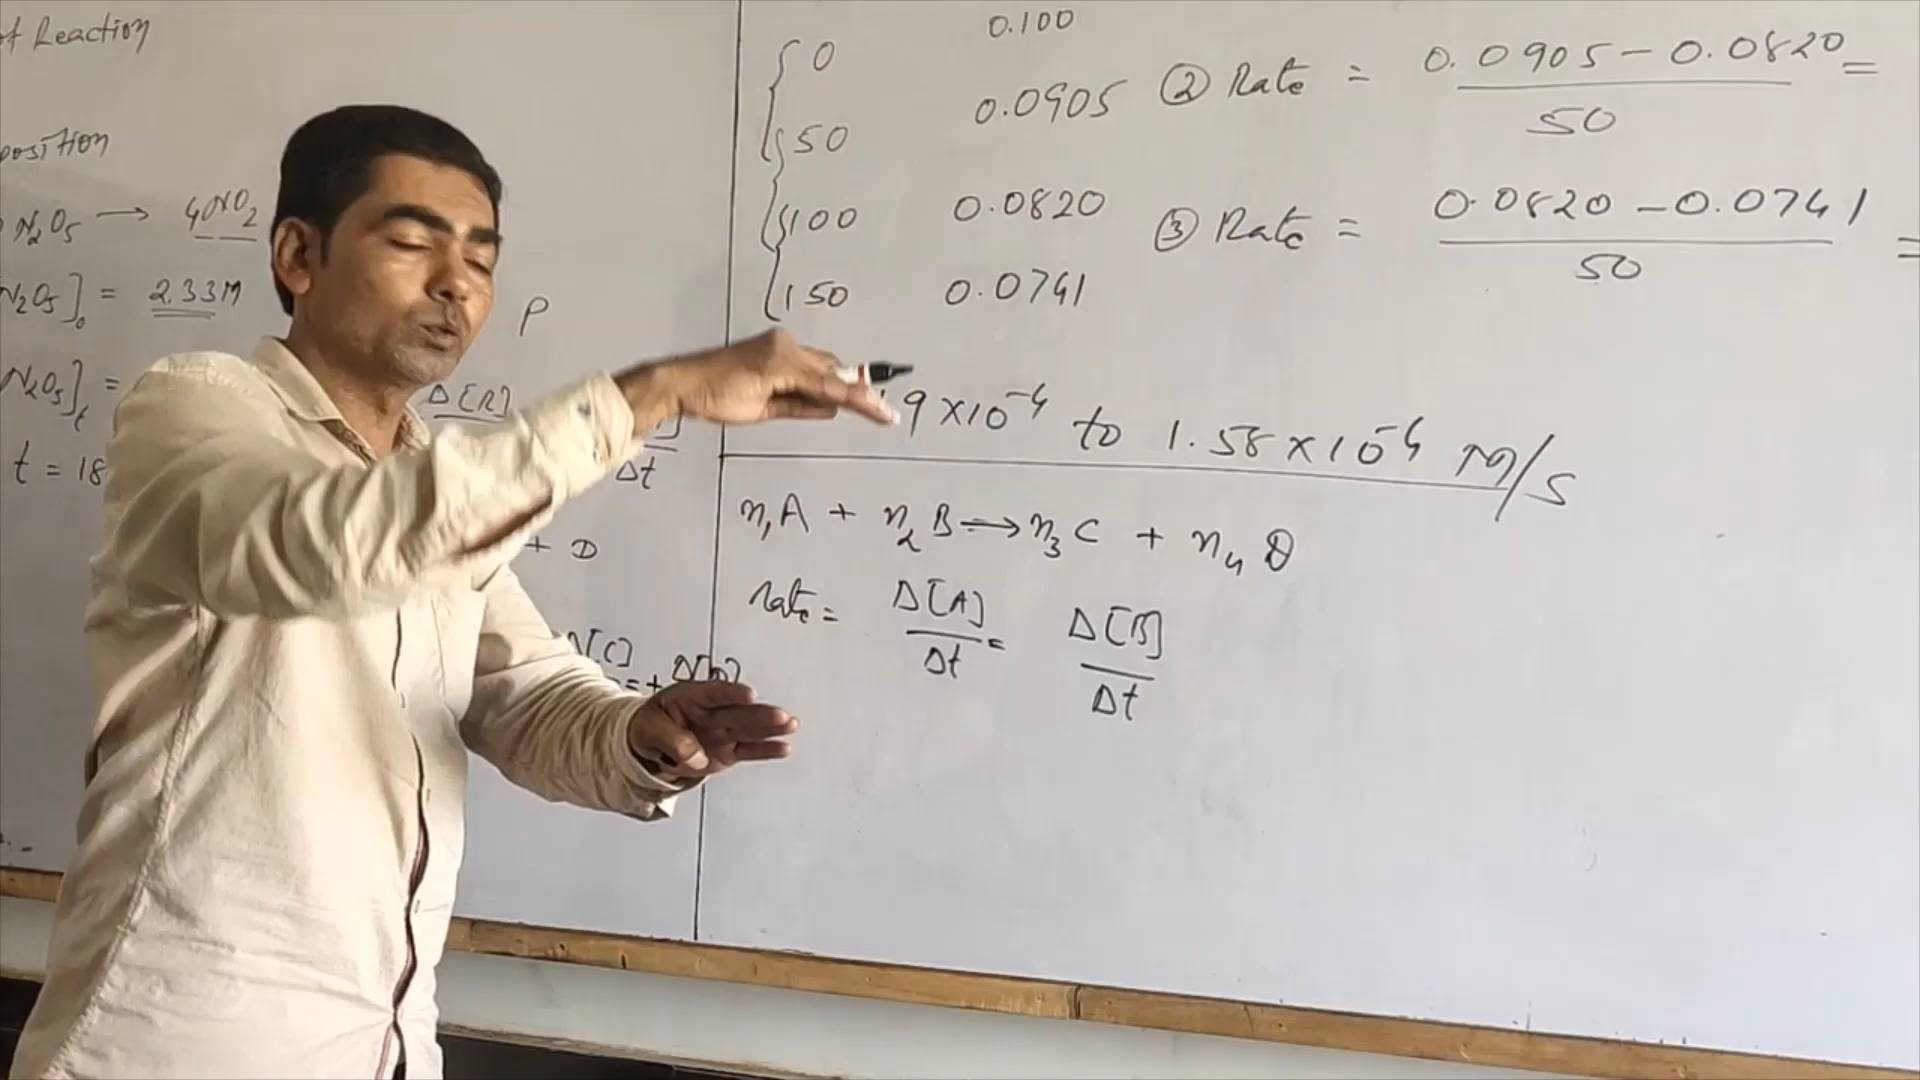 of Reaction
position
N₂O₅ → 4NO₂
N₂O₅]₀ = 2.33M
N₂O₅]t =
t = 18
P
Δ[R]
Δt
+ D
Δ[C] = + Δ[D]
0 0.100
50 0.0905
100 0.0820
150 0.0741
② Rate = 0.0905 - 0.0820 / 50 =
③ Rate = 0.0820 - 0.0741 / 50 =
9 x 10⁻⁴ to 1.58 x 10⁻⁴ M/s
n₁A + n₂B → n₃C + n₄D
rate = Δ[A]/Δt = Δ[B]/Δt